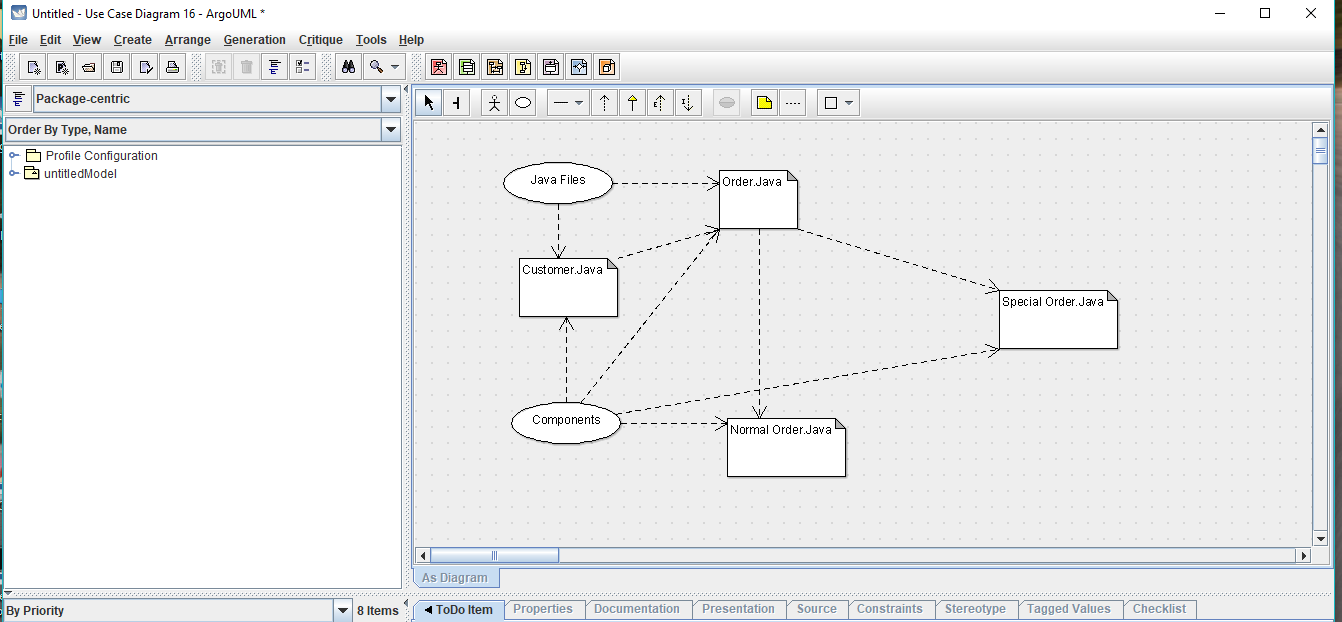 Untitled - Use Case Diagram 16 - ArgoUML *
File Edit View Create Arrange Generation Critique Tools Help
Package-centric
Order By Type, Name
Profile Configuration
untitledModel
Java Files
Order.Java
Customer.Java
Special Order.Java
Components
Normal Order.Java
As Diagram
By Priority 8 Items
ToDo Item Properties Documentation Presentation Source Constraints Stereotype Tagged Values Checklist